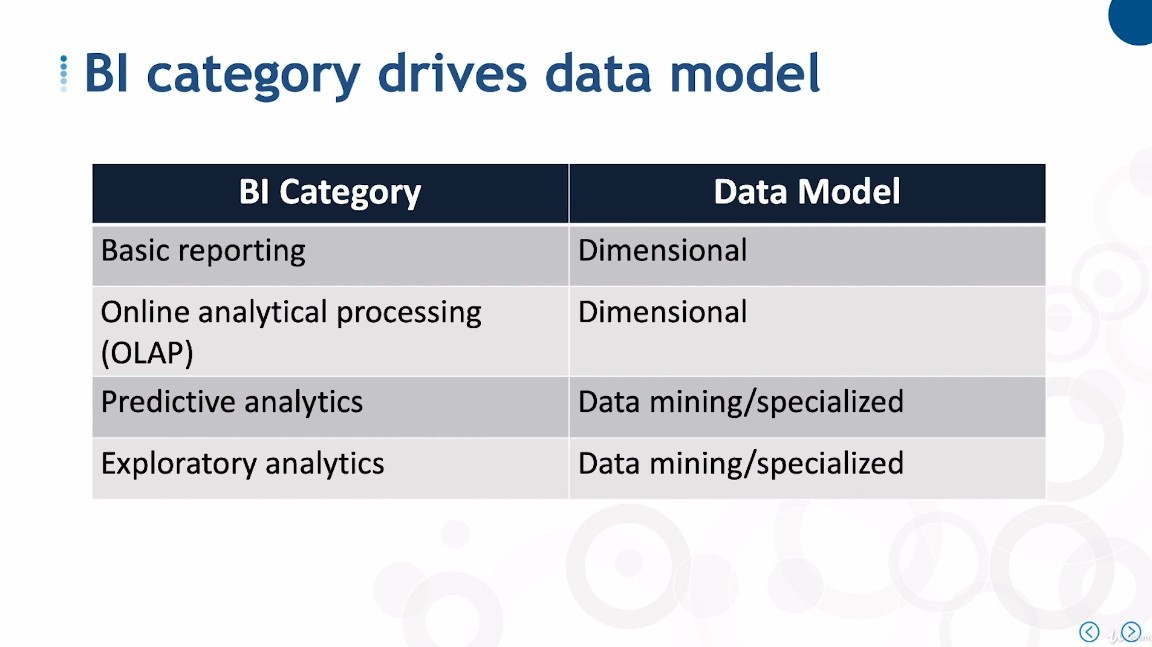 BI category drives data model
BI Category
Data Model
Basic reporting
Dimensional
Online analytical processing
(OLAP)
Dimensional
Predictive analytics
Data mining/specialized
Exploratory analytics
Data mining/specialized